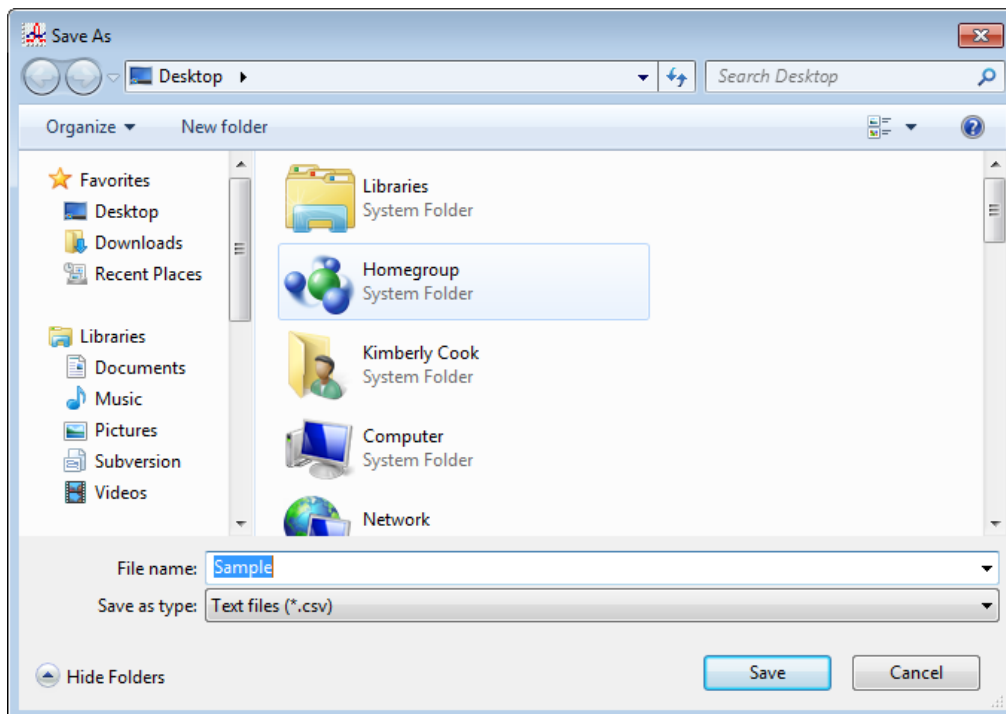 Save As
Desktop
Search Desktop
Organize
New folder
Favorites
Desktop
Downloads
Recent Places
Libraries
Documents
Music
Pictures
Subversion
Videos
Libraries
System Folder
Homegroup
System Folder
Kimberly Cook
System Folder
Computer
System Folder
Network
File name: Sample
Save as type: Text files (*.csv)
Hide Folders
Save
Cancel